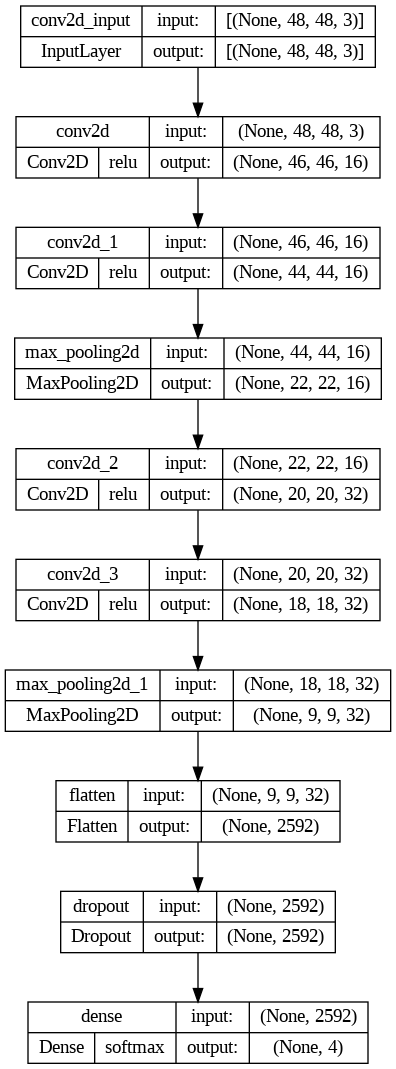 conv2d_input input: [(None, 48, 48, 3)]
InputLayer output: [(None, 48, 48, 3)]
conv2d input: (None, 48, 48, 3)
Conv2D relu output: (None, 46, 46, 16)
conv2d_1 input: (None, 46, 46, 16)
Conv2D relu output: (None, 44, 44, 16)
max_pooling2d input: (None, 44, 44, 16)
MaxPooling2D output: (None, 22, 22, 16)
conv2d_2 input: (None, 22, 22, 16)
Conv2D relu output: (None, 20, 20, 32)
conv2d_3 input: (None, 20, 20, 32)
Conv2D relu output: (None, 18, 18, 32)
max_pooling2d_1 input: (None, 18, 18, 32)
MaxPooling2D output: (None, 9, 9, 32)
flatten input: (None, 9, 9, 32)
Flatten output: (None, 2592)
dropout input: (None, 2592)
Dropout output: (None, 2592)
dense input: (None, 2592)
Dense softmax output: (None, 4)